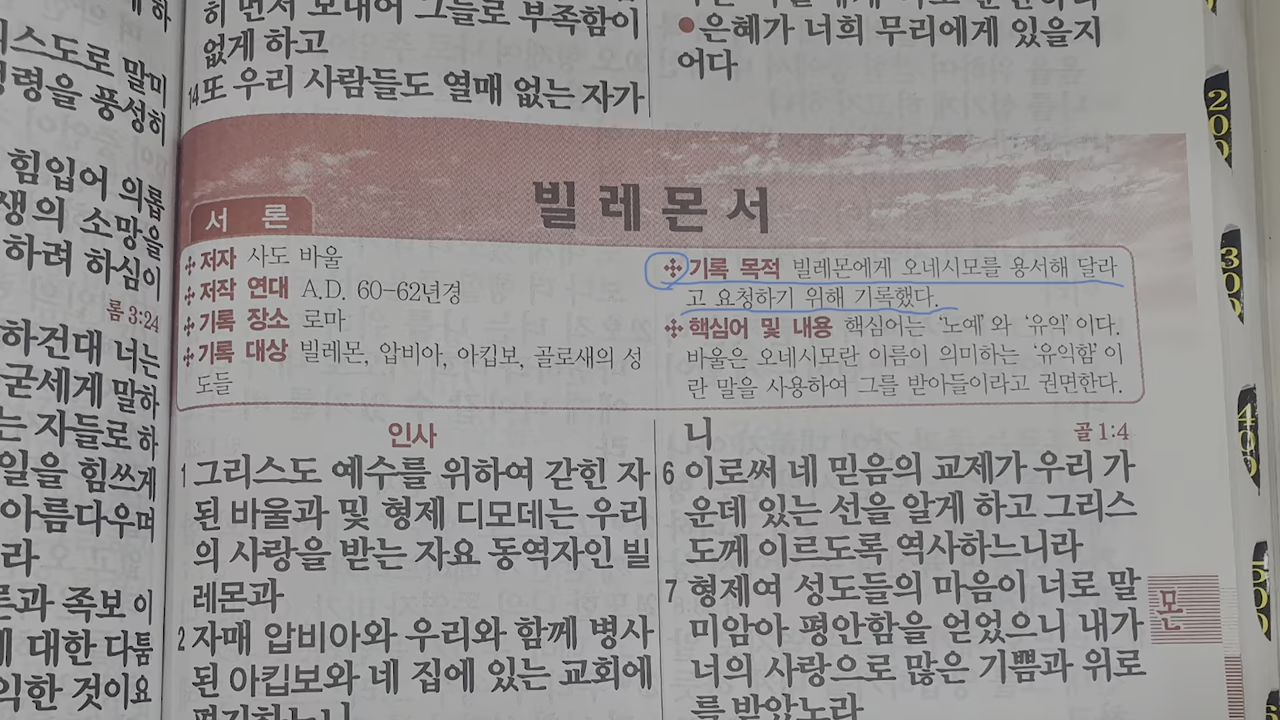 스도로 말미
령을 풍성히
힘입어 의롭
생의 소망을
하려 하심이
롬 3:24
하건대 너는
굳세게 말하
는 자들로 하
일을 힘쓰게
아름다우며
라
족보 이
대한 다툼
익한 것이요
히 먼저 보내어 그들로 부족함이
없게 하고
14 또 우리 사람들도 열매 없는 자가
●은혜가 너희 무리에게 있을지
어다
빌레몬서
서 론
저자 사도 바울
저작 연대 A.D. 60-62년경
기록 장소 로마
기록 대상 빌레몬, 압비아, 아킵보, 골로새의 성
도들
기록 목적 빌레몬에게 오네시모를 용서해 달라
고 요청하기 위해 기록했다.
핵심어 및 내용 핵심어는 '노예'와 '유익'이다.
바울은 오네시모란 이름이 의미하는 '유익함'이
란 말을 사용하여 그를 받아들이라고 권면한다.
인사
1 그리스도 예수를 위하여 갇힌 자
된 바울과 및 형제 디모데는 우리
의 사랑을 받는 자요 동역자인 빌
레몬과
2 자매 압비아와 우리와 함께 병사
된 아킵보와 네 집에 있는 교회에
편지하노니
니
골 1:4
6 이로써 네 믿음의 교제가 우리 가
운데 있는 선을 알게 하고 그리스
도께 이르도록 역사하느니라
7 형제여 성도들의 마음이 너로 말
미암아 평안함을 얻었으니 내가
너의 사랑으로 많은 기쁨과 위로
를 받았노라
몬
200
300
400
500